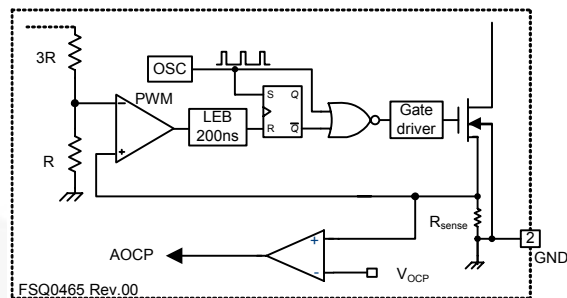 3R
OSC
PWM
S Q
R Q
LEB
200ns
Gate
driver
R
+
-
Rsense
2
GND
AOCP
+
-
VOCP
FSQ0465 Rev.00